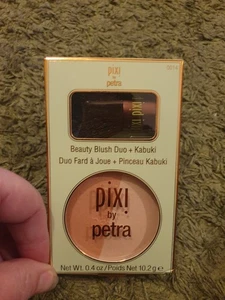 pixi
by
petra
pixi
Beauty Blush Duo + Kabuki
Duo Fard à Joue + Pinceau Kabuki
pixi
by
petra
Net Wt. 0.4 oz/Poids Net 10.2 g